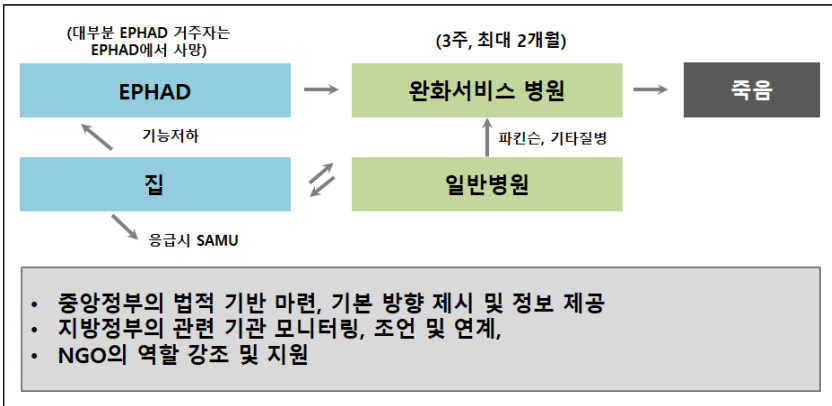 (대부분 EPHAD 거주자는
EPHAD에서 사망)
(3주, 최대 2개월)
EPHAD
완화서비스 병원
죽음
기능저하
파킨슨, 기타질병
집
일반병원
응급시 SAMU
• 중앙정부의 법적 기반 마련, 기본 방향 제시 및 정보 제공
• 지방정부의 관련 기관 모니터링, 조언 및 연계,
• NGO의 역할 강조 및 지원